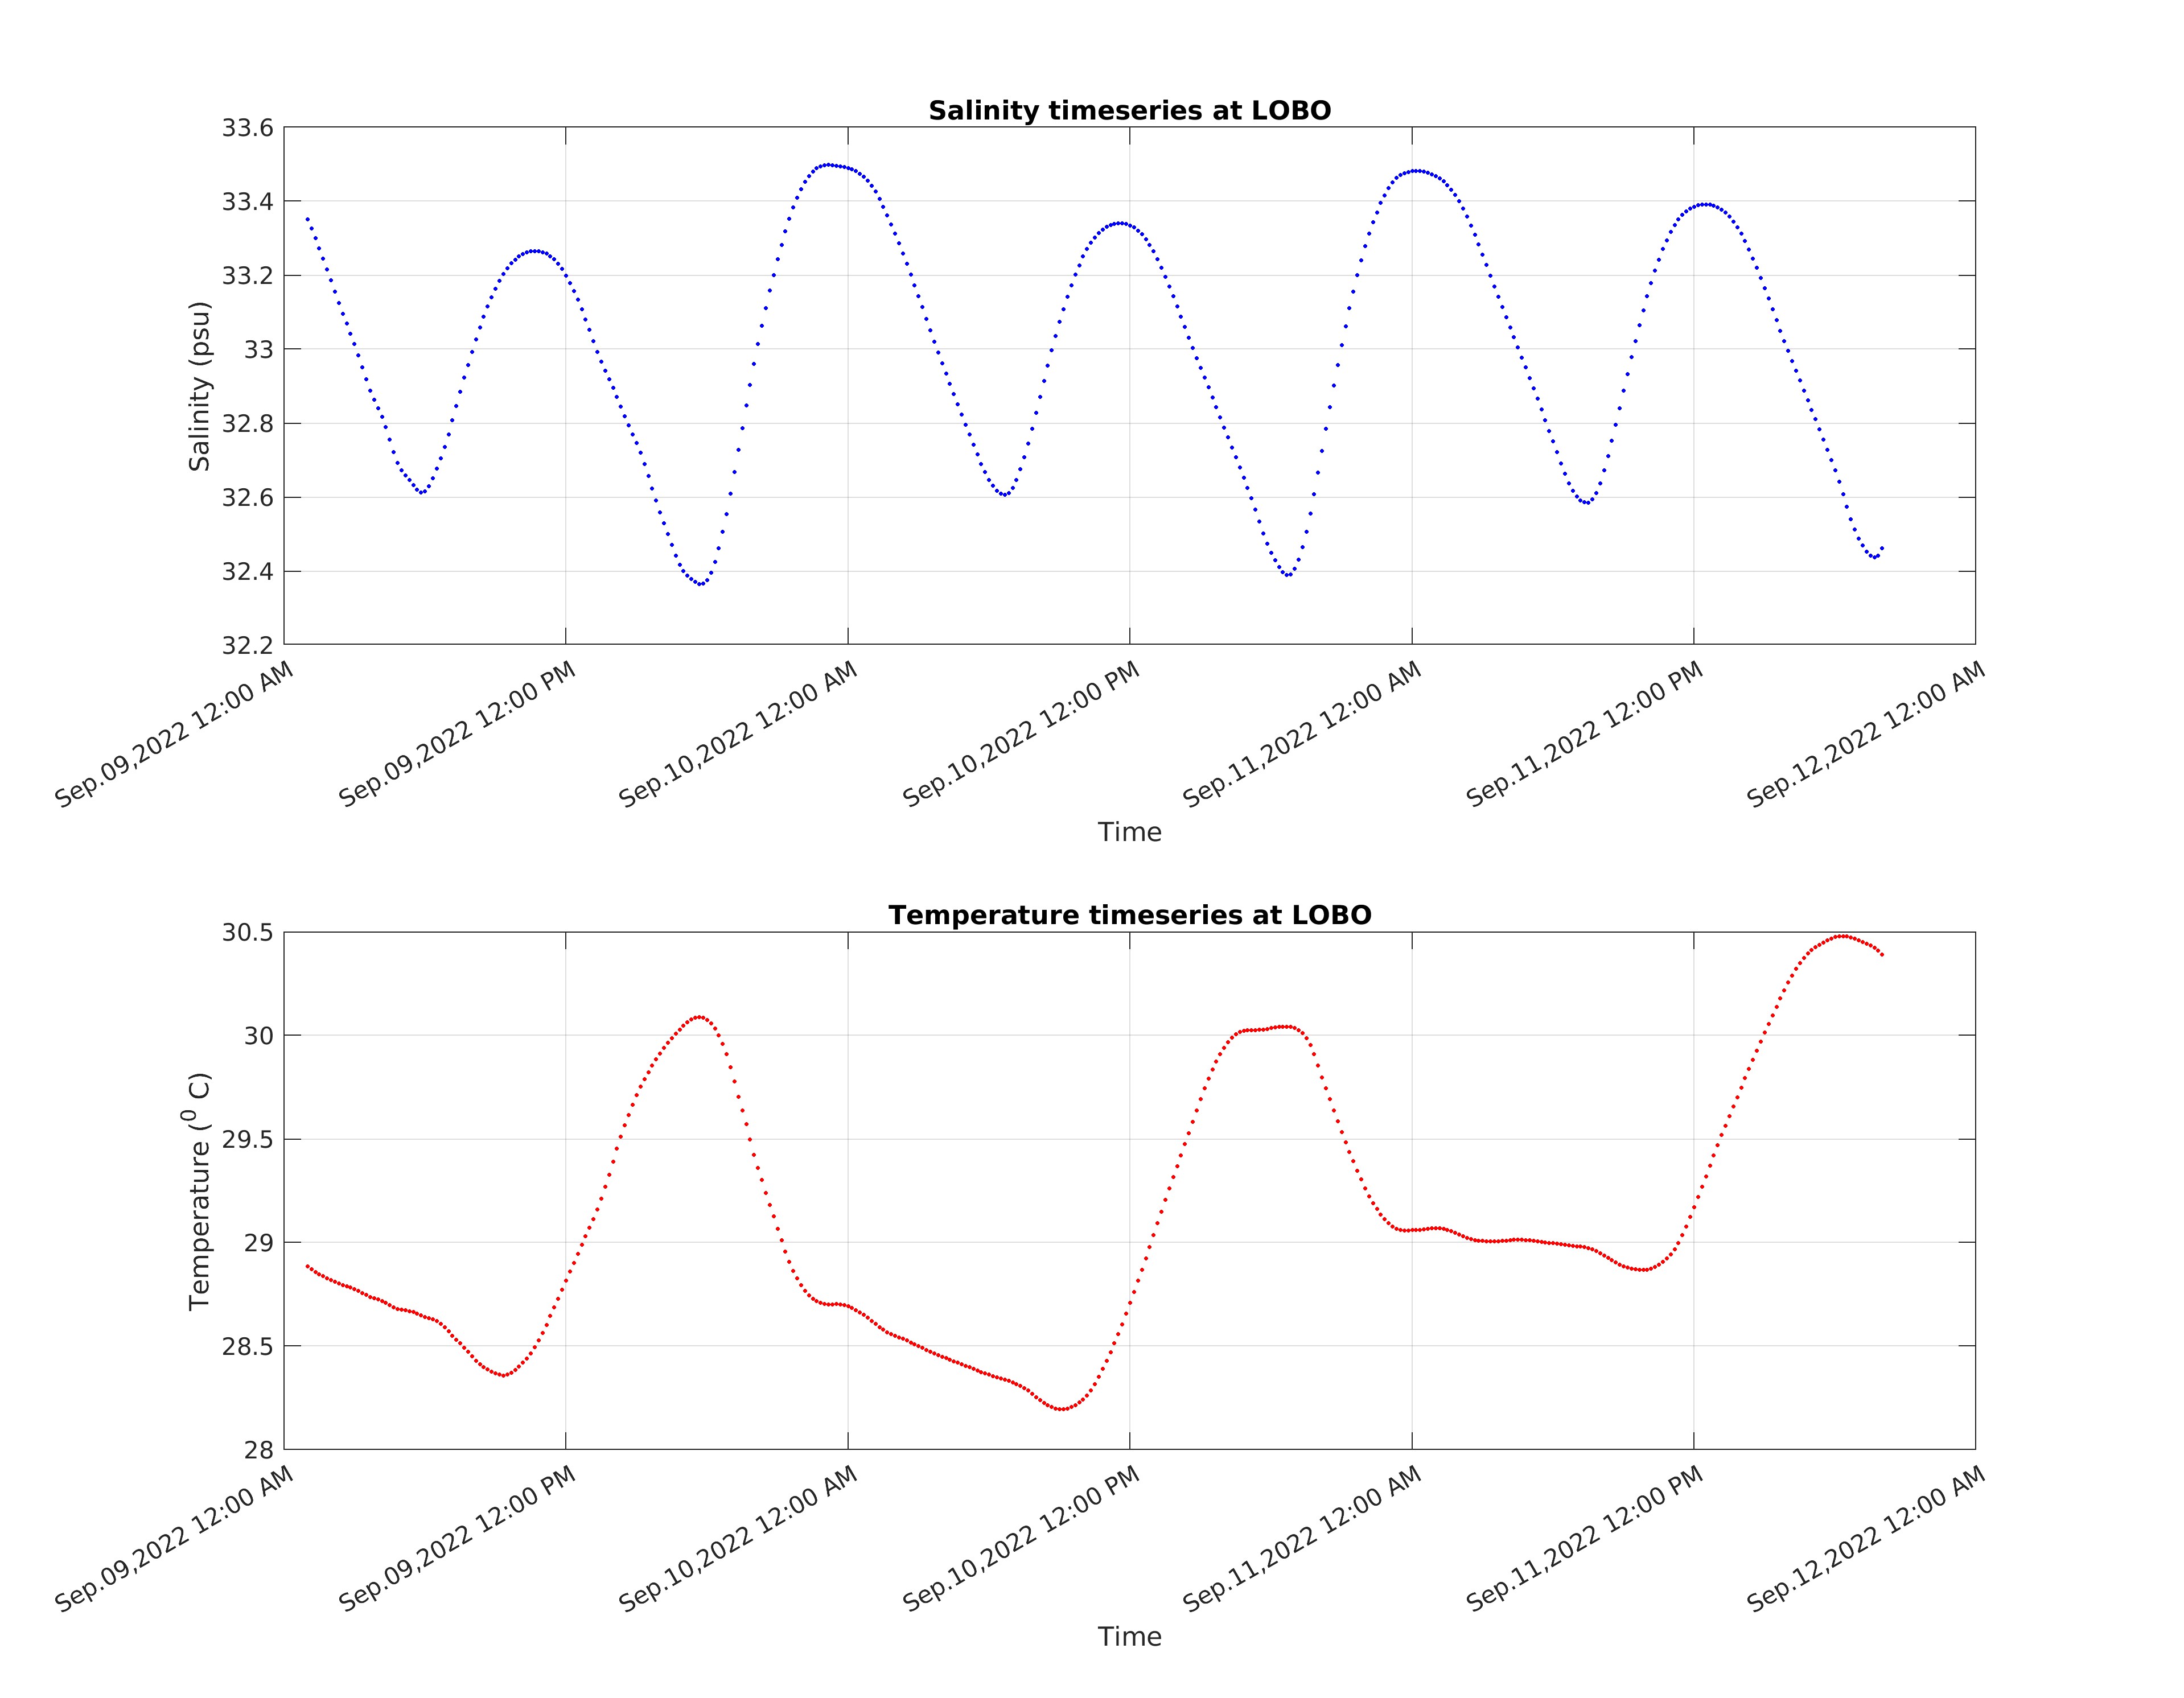 Salinity timeseries at LOBO
33.6
33.4
33.2
33
32.8
32.6
32.4
32.2
Salinity (psu)
Sep.09,2022 12:00 AM
Sep.09,2022 12:00 PM
Sep.10,2022 12:00 AM
Sep.10,2022 12:00 PM
Sep.11,2022 12:00 AM
Sep.11,2022 12:00 PM
Sep.12,2022 12:00 AM
Time
Temperature timeseries at LOBO
30.5
30
29.5
29
28.5
28
Temperature (⁰ C)
Sep.09,2022 12:00 AM
Sep.09,2022 12:00 PM
Sep.10,2022 12:00 AM
Sep.10,2022 12:00 PM
Sep.11,2022 12:00 AM
Sep.11,2022 12:00 PM
Sep.12,2022 12:00 AM
Time